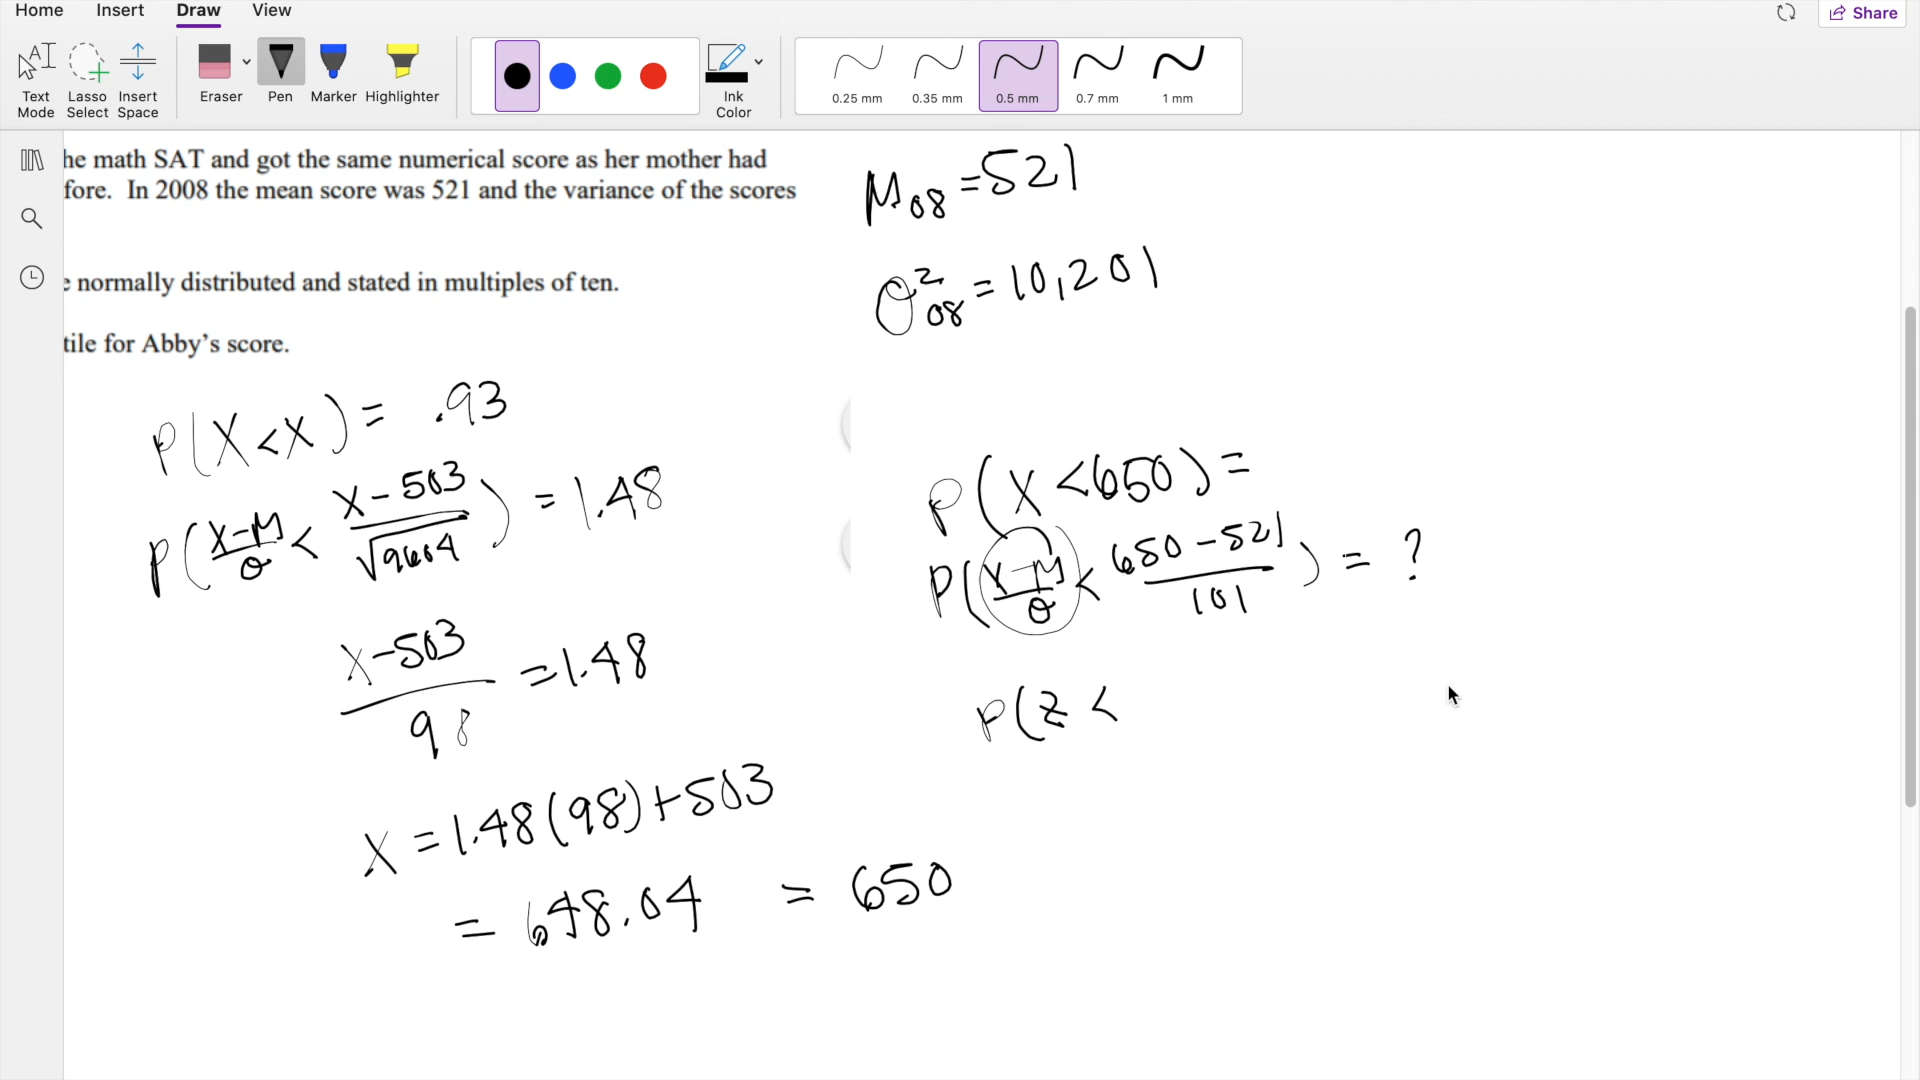 Home Insert Draw View
Share
Text Mode
Lasso Select
Insert Space
Eraser
Pen
Marker
Highlighter
Ink Color
0.25 mm
0.35 mm
0.5 mm
0.7 mm
1 mm
he math SAT and got the same numerical score as her mother had
fore. In 2008 the mean score was 521 and the variance of the scores
e normally distributed and stated in multiples of ten.
tile for Abby's score.
P(X<x) = .93
P((X-M)/σ < (x-503)/√9604) = 1.48
(x-503)/98 = 1.48
x = 1.48(98)+503
= 648.04 = 650
M₀₈ = 521
σ²₀₈ = 10,201
P(X<650) =
P((X-M)/σ < (650-521)/101) = ?
P(z <